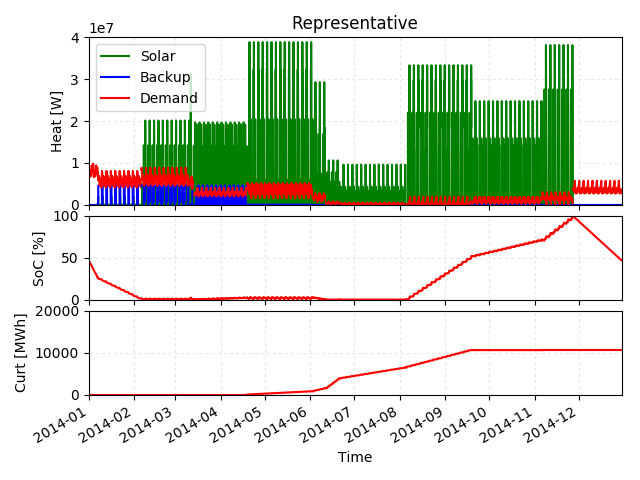 Representative
1e7
4
3
2
1
0
Heat [W]
Solar
Backup
Demand
100
50
0
SoC [%]
20000
10000
0
Curt [MWh]
2014-01
2014-02
2014-03
2014-04
2014-05
2014-06
2014-07
2014-08
2014-09
2014-10
2014-11
2014-12
Time